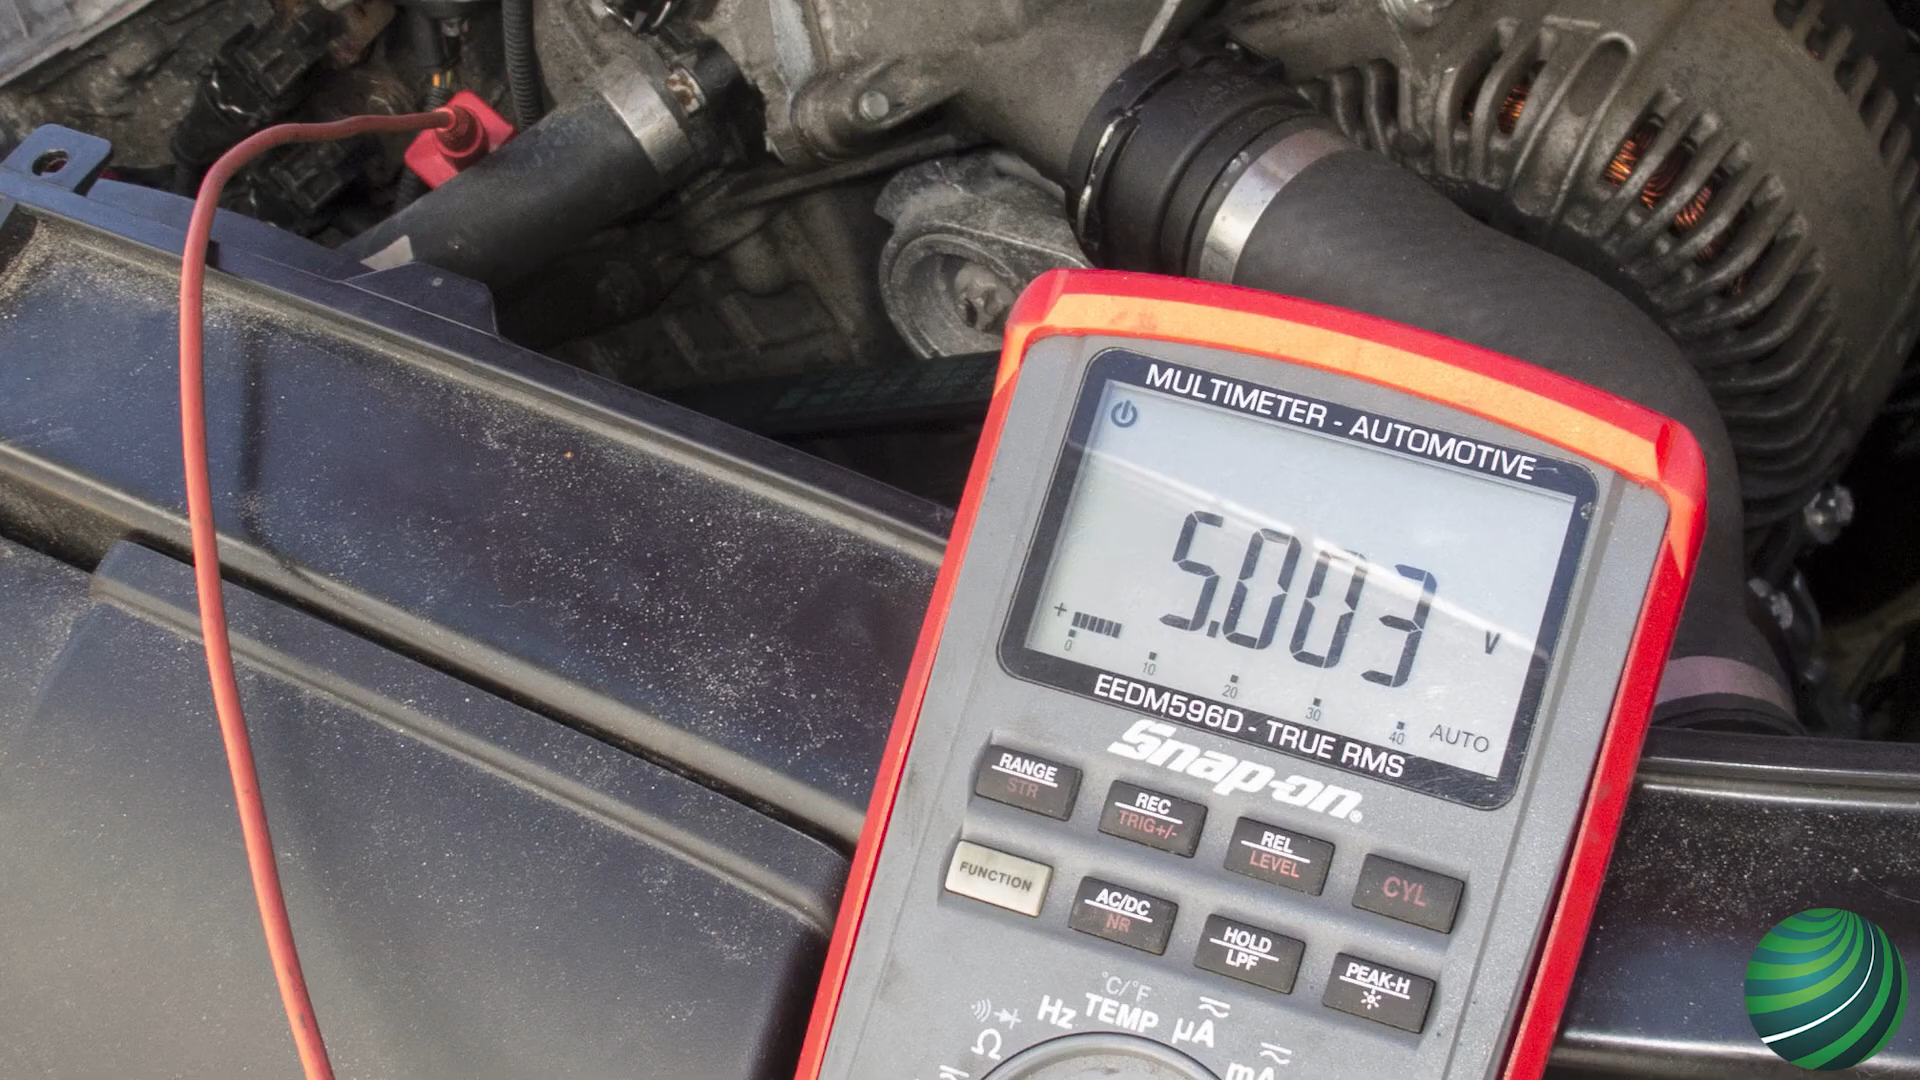 MULTIMETER - AUTOMOTIVE
5.003
V
+
0
10
20
30
40
AUTO
EEDM596D - TRUE RMS
Snap-on®
RANGE
STR
REC
TRIG+/-
REL
LEVEL
CYL
FUNCTION
AC/DC
NR
HOLD
LPF
PEAK-H
°C/°F
Ω
Hz
TEMP
µA
mA